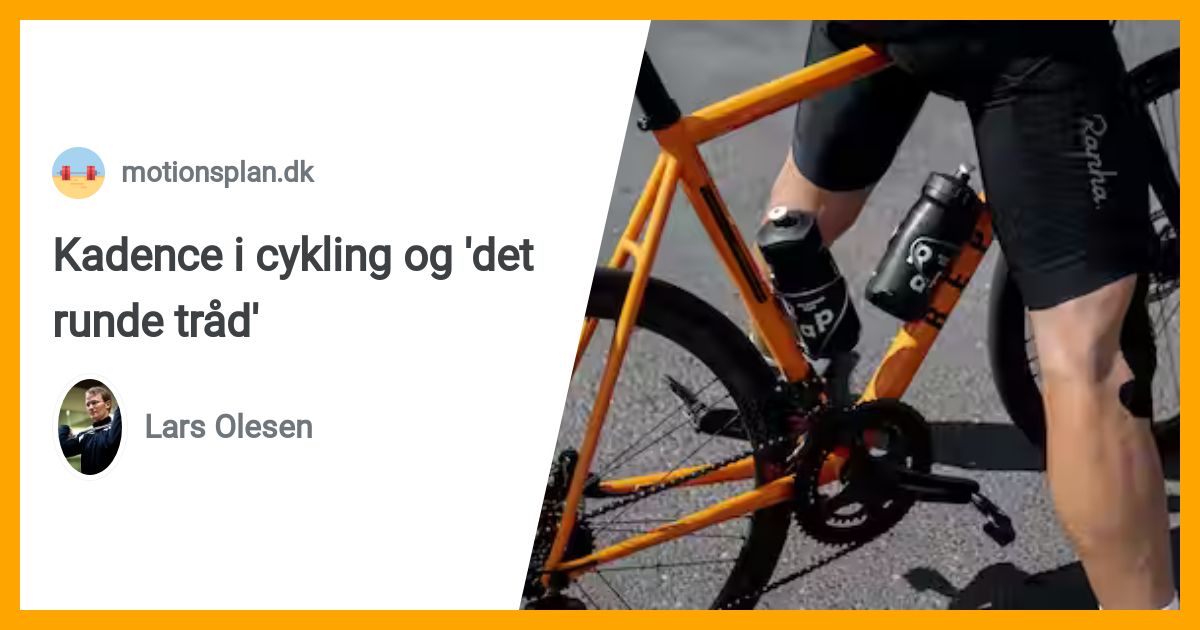 motionsplan.dk
Kadence i cykling og 'det
runde tråd'
Lars Olesen
Rapha